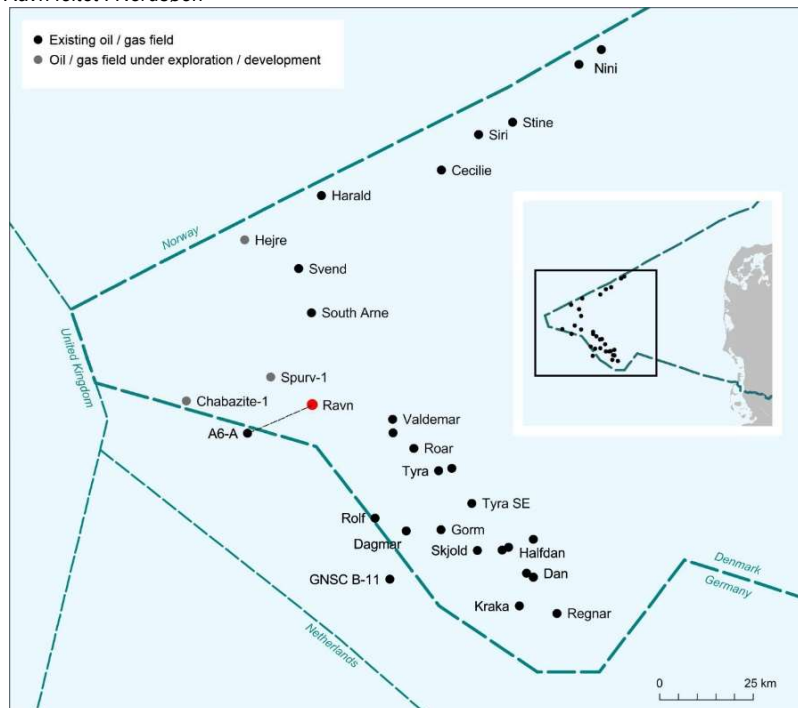 Existing oil / gas field
Oil / gas field under exploration / development
Nini
Stine
Siri
Cecilie
Harald
Norway
Hejre
Svend
South Arne
United Kingdom
Spurv-1
Chabazite-1
Ravn
A6-A
Valdemar
Roar
Tyra
Tyra SE
Rolf
Dagmar
Gorm
Skjold
Halfdan
GNSC B-11
Dan
Kraka
Regnar
Denmark
Germany
Netherlands
0 25 km